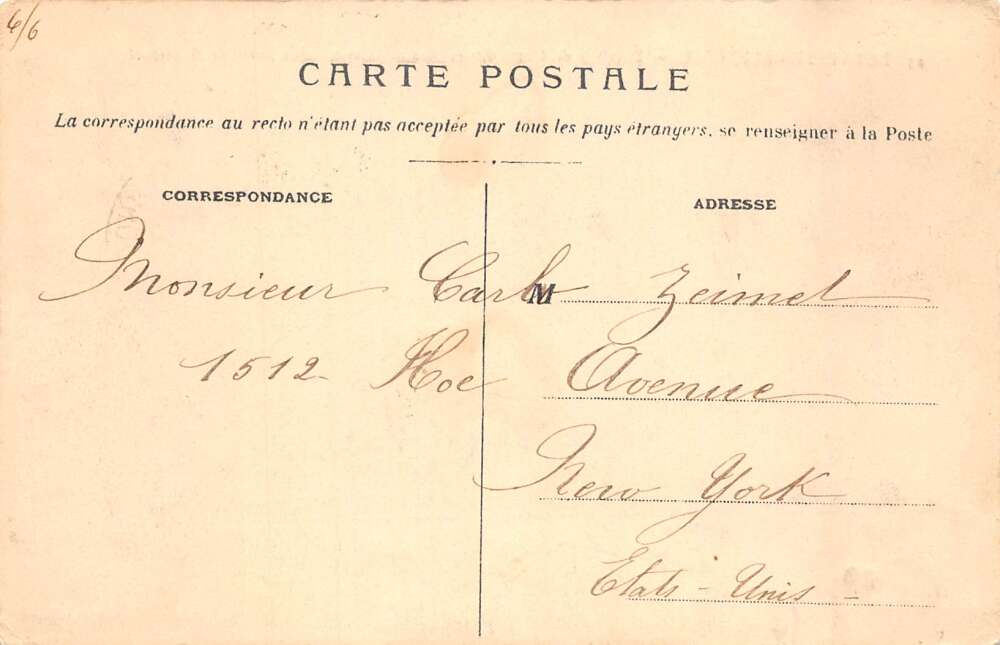 6/6
CARTE POSTALE
La correspondance au recto n'étant pas acceptée par tous les pays étrangers, se renseigner à la Poste
CORRESPONDANCE
ADRESSE
Monsieur Carlo M Zeimet
1512 Hoe Avenue
New York
Etats-Unis